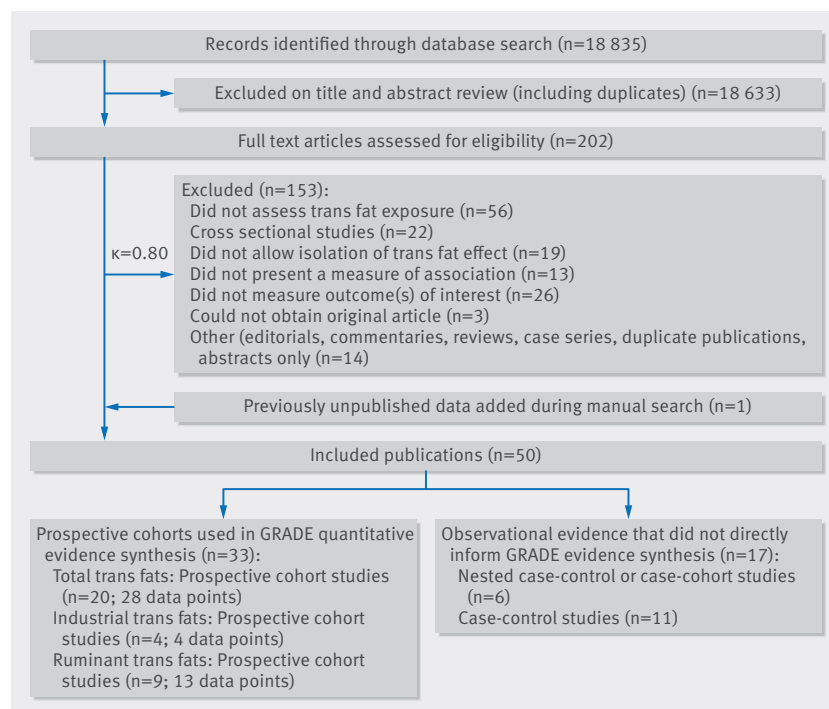 Records identified through database search (n=18 835)
Excluded on title and abstract review (including duplicates) (n=18 633)
Full text articles assessed for eligibility (n=202)
κ=0.80
Excluded (n=153):
Did not assess trans fat exposure (n=56)
Cross sectional studies (n=22)
Did not allow isolation of trans fat effect (n=19)
Did not present a measure of association (n=13)
Did not measure outcome(s) of interest (n=26)
Could not obtain original article (n=3)
Other (editorials, commentaries, reviews, case series, duplicate publications,
abstracts only (n=14)
Previously unpublished data added during manual search (n=1)
Included publications (n=50)
Prospective cohorts used in GRADE quantitative
evidence synthesis (n=33):
Total trans fats: Prospective cohort studies
(n=20; 28 data points)
Industrial trans fats: Prospective cohort
studies (n=4; 4 data points)
Ruminant trans fats: Prospective cohort
studies (n=9; 13 data points)
Observational evidence that did not directly
inform GRADE evidence synthesis (n=17):
Nested case-control or case-cohort studies
(n=6)
Case-control studies (n=11)